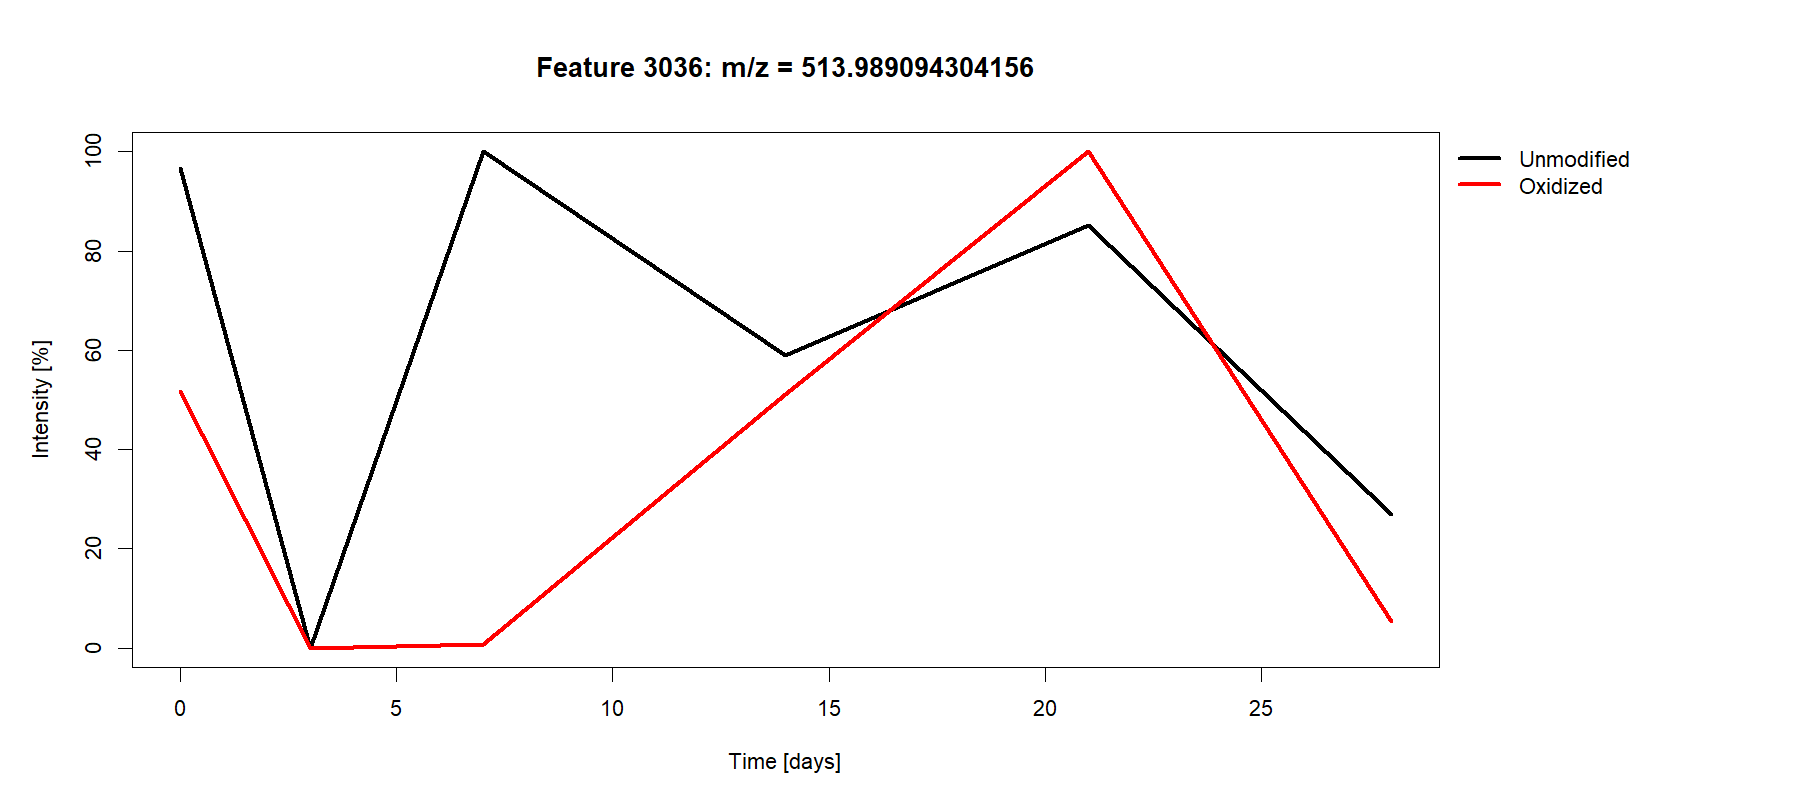 Feature 3036: m/z = 513.989094304156
Unmodified
Oxidized
Intensity [%]
100
80
60
40
20
0
0 5 10 15 20 25
Time [days]